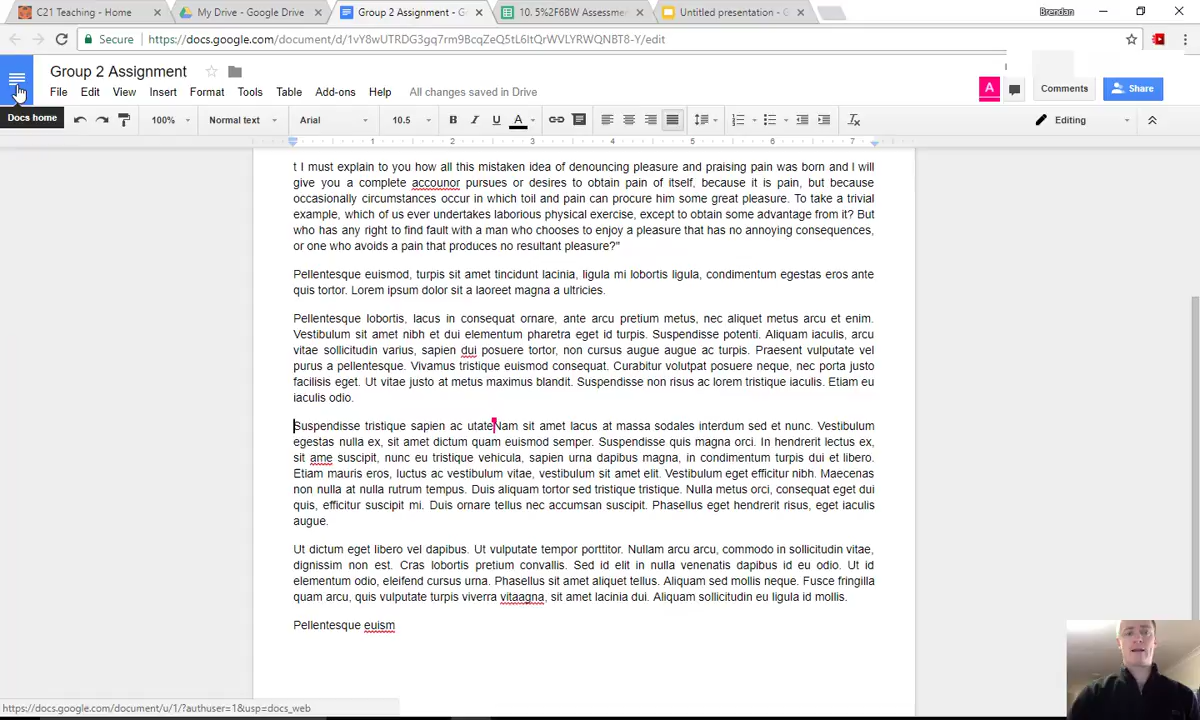 C21 Teaching - Home
My Drive - Google Drive
Group 2 Assignment - G
10. 5%2F6BW Assessme
Untitled presentation - G
Brendan
Secure
https://docs.google.com/document/d/1vY8wUTRDG3gq7rm9BcqZeQ5tL6ltQrWVLYRWQNBT8-Y/edit
Group 2 Assignment
File Edit View Insert Format Tools Table Add-ons Help All changes saved in Drive
A
Comments
Share
Docs home
100% Normal text Arial 10.5 B I U A Editing
1 2 3 4 5 6 7
t I must explain to you how all this mistaken idea of denouncing pleasure and praising pain was born and I will
give you a complete accounor pursues or desires to obtain pain of itself, because it is pain, but because
occasionally circumstances occur in which toil and pain can procure him some great pleasure. To take a trivial
example, which of us ever undertakes laborious physical exercise, except to obtain some advantage from it? But
who has any right to find fault with a man who chooses to enjoy a pleasure that has no annoying consequences,
or one who avoids a pain that produces no resultant pleasure?"
Pellentesque euismod, turpis sit amet tincidunt lacinia, ligula mi lobortis ligula, condimentum egestas eros ante
quis tortor. Lorem ipsum dolor sit a laoreet magna a ultricies.
Pellentesque lobortis, lacus in consequat ornare, ante arcu pretium metus, nec aliquet metus arcu et enim.
Vestibulum sit amet nibh et dui elementum pharetra eget id turpis. Suspendisse potenti. Aliquam iaculis, arcu
vitae sollicitudin varius, sapien dui posuere tortor, non cursus augue augue ac turpis. Praesent vulputate vel
purus a pellentesque. Vivamus tristique euismod consequat. Curabitur volutpat posuere neque, nec porta justo
facilisis eget. Ut vitae justo at metus maximus blandit. Suspendisse non risus ac lorem tristique iaculis. Etiam eu
iaculis odio.
Suspendisse tristique sapien ac utateNam sit amet lacus at massa sodales interdum sed et nunc. Vestibulum
egestas nulla ex, sit amet dictum quam euismod semper. Suspendisse quis magna orci. In hendrerit lectus ex,
sit ame suscipit, nunc eu tristique vehicula, sapien urna dapibus magna, in condimentum turpis dui et libero.
Etiam mauris eros, luctus ac vestibulum vitae, vestibulum sit amet elit. Vestibulum eget efficitur nibh. Maecenas
non nulla at nulla rutrum tempus. Duis aliquam tortor sed tristique tristique. Nulla metus orci, consequat eget dui
quis, efficitur suscipit mi. Duis ornare tellus nec accumsan suscipit. Phasellus eget hendrerit risus, eget iaculis
augue.
Ut dictum eget libero vel dapibus. Ut vulputate tempor porttitor. Nullam arcu arcu, commodo in sollicitudin vitae,
dignissim non est. Cras lobortis pretium convallis. Sed id elit in nulla venenatis dapibus id eu odio. Ut id
elementum odio, eleifend cursus urna. Phasellus sit amet aliquet tellus. Aliquam sed mollis neque. Fusce fringilla
quam arcu, quis vulputate turpis viverra vitaagna, sit amet lacinia dui. Aliquam sollicitudin eu ligula id mollis.
Pellentesque euism
https://docs.google.com/document/u/1/?authuser=1&usp=docs_web